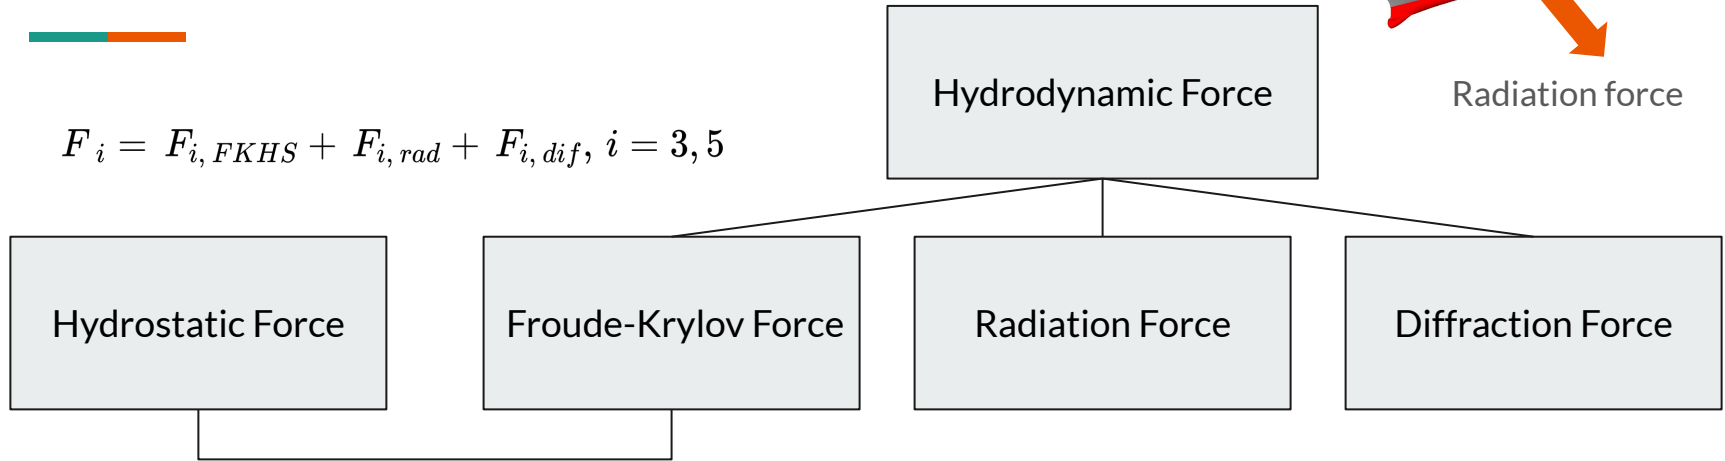 Hydrodynamic Force
Radiation force
F_i = F_{i, FKHS} + F_{i, rad} + F_{i, dif}, i = 3, 5
Hydrostatic Force
Froude-Krylov Force
Radiation Force
Diffraction Force